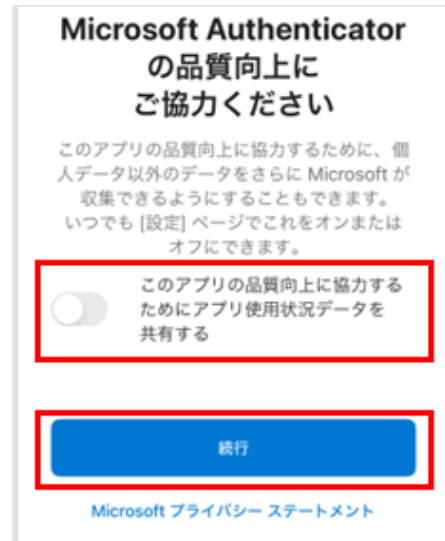 Microsoft Authenticator
の品質向上に
ご協力ください
このアプリの品質向上に協力するために、個
人データ以外のデータをさらに Microsoft が
収集できるようにすることもできます。
いつでも [設定] ページでこれをオンまたは
オフにできます。
このアプリの品質向上に協力する
ためにアプリ使用状況データを
共有する
続行
Microsoft プライバシー ステートメント